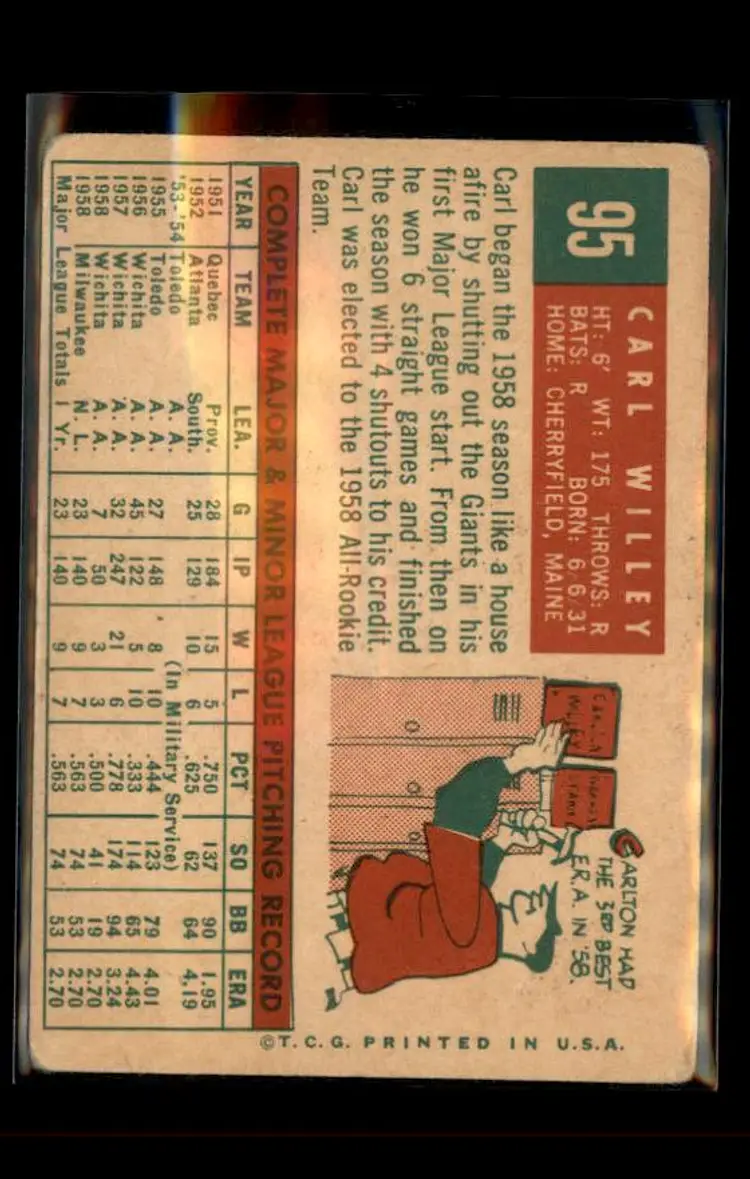 95
CARL WILLEY
HT: 6' WT: 175 THROWS: R
BATS: R BORN: 6/6/31
HOME: CHERRYFIELD, MAINE
Carl began the 1958 season like a house
afire by shutting out the Giants in his
first Major League start. From then on
he won 6 straight games and finished
the season with 4 shutouts to his credit.
Carl was elected to the 1958 All-Rookie
Team.
CARLTON HAD
THE 3RD BEST
E.R.A. IN '58.
WILLEY
COMPLETE MAJOR & MINOR LEAGUE PITCHING RECORD
YEAR TEAM LEA. G IP W L PCT SO BB ERA
1951 Quebec Prov. 28 184 15 5 .750 137 90 1.95
1952 Atlanta South. 25 129 10 6 .625 62 64 4.19
'53-'54 Toledo A. A. (In Military Service)
1955 Toledo A. A. 27 148 8 10 .444 123 79 4.01
1956 Wichita A. A. 45 122 5 10 .333 114 65 4.43
1957 Wichita A. A. 32 247 21 6 .778 174 94 3.24
1958 Wichita A. A. 7 50 3 3 .500 41 19 2.70
1958 Milwaukee N. L. 23 140 9 7 .563 74 53 2.70
Major League Totals 1 Yr. 23 140 9 7 .563 74 53 2.70
©T.C.G. PRINTED IN U.S.A.